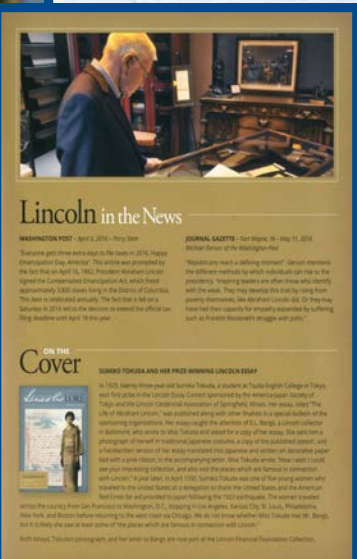 Lincoln in the News
WASHINGTON POST – April 3, 2016 – Perry Stein
"Everyone gets three extra days to file taxes in 2016. Happy
Emancipation Day, America" This article was prompted by
the fact that on April 16, 1862, President Abraham Lincoln
signed the Compensated Emancipation Act, which freed
approximately slaves living in the District of Columbia.
This date is celebrated annually. The fact that it fell on a
Saturday in 2016 led to the decision to extend the official tax
filing deadline until April 18 this year.
JOURNAL GAZETTE – Fort Wayne, IN – May 11, 2016
Michael Gerson of the Washington Post
"Republicans reach a defining moment" Gerson mentions
the different methods by which individuals can rise to the
presidency: "Inspiring leaders are often those who identify
with the weak. They may develop this trait by rising from
poverty themselves, like Abraham Lincoln did. Or they may
have had their capacity for empathy expanded by suffering,
such as Franklin Roosevelt's struggle with polio."
ON THE
Cover
SUMIKO TOKUDA AND HER PRIZE-WINNING LINCOLN ESSAY
In 1929, twenty-three-year-old Sumiko Tokuda, a student at Tsuda English College in Tokyo,
won first prize in the Lincoln Essay Contest sponsored by the America-Japan Society of
Tokyo and the Lincoln Centennial Association of Springfield, Illinois. Her essay, titled "The
Life of Abraham Lincoln," was published along with other finalists in a special bulletin of the
sponsoring organizations. Her essay caught the attention of E.L. Bangs, a Lincoln collector
in Baltimore, who wrote to Miss Tokuda and asked for a copy of her essay. She sent him a
photograph of herself in traditional Japanese costume, a copy of the published speech, and
a handwritten version of her essay translated into Japanese and written on decorative paper
tied with a pink ribbon. In the accompanying letter, Miss Tokuda wrote, "How I wish I could
see your interesting collection, and also visit the places which are famous in connection
with Lincoln." A year later, in April 1930, Sumiko Tokuda was one of five young women who
traveled to the United States as a delegation to thank the United States and the American
Red Cross for aid provided to Japan following the 1923 earthquake. The women traveled
across the country from San Francisco to Washington, D.C., stopping in Los Angeles, Kansas City, St. Louis, Philadelphia,
New York, and Boston before returning to the west coast via Chicago. We do not know whether Miss Tokuda met Mr. Bangs,
but it is likely she saw at least some of "the places which are famous in connection with Lincoln."
Both essays, Tokuda's photograph, and her letter to Bangs are now part of the Lincoln Financial Foundation Collection.
Lincoln LORE